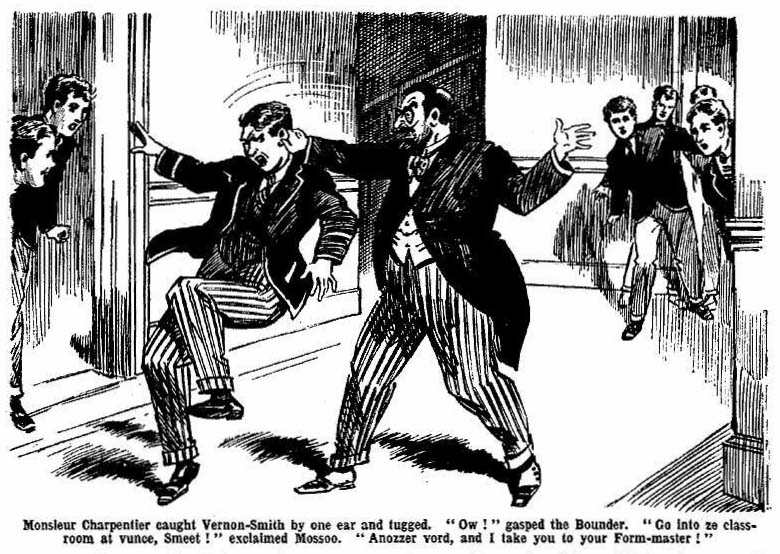 Monsieur Charpentier caught Vernon-Smith by one ear and tugged. "Ow!" gasped the Bounder. "Go into ze class-
room at vunce, Smeet!" exclaimed Mossoo. "Anozzer vord, and I take you to your Form-master!"